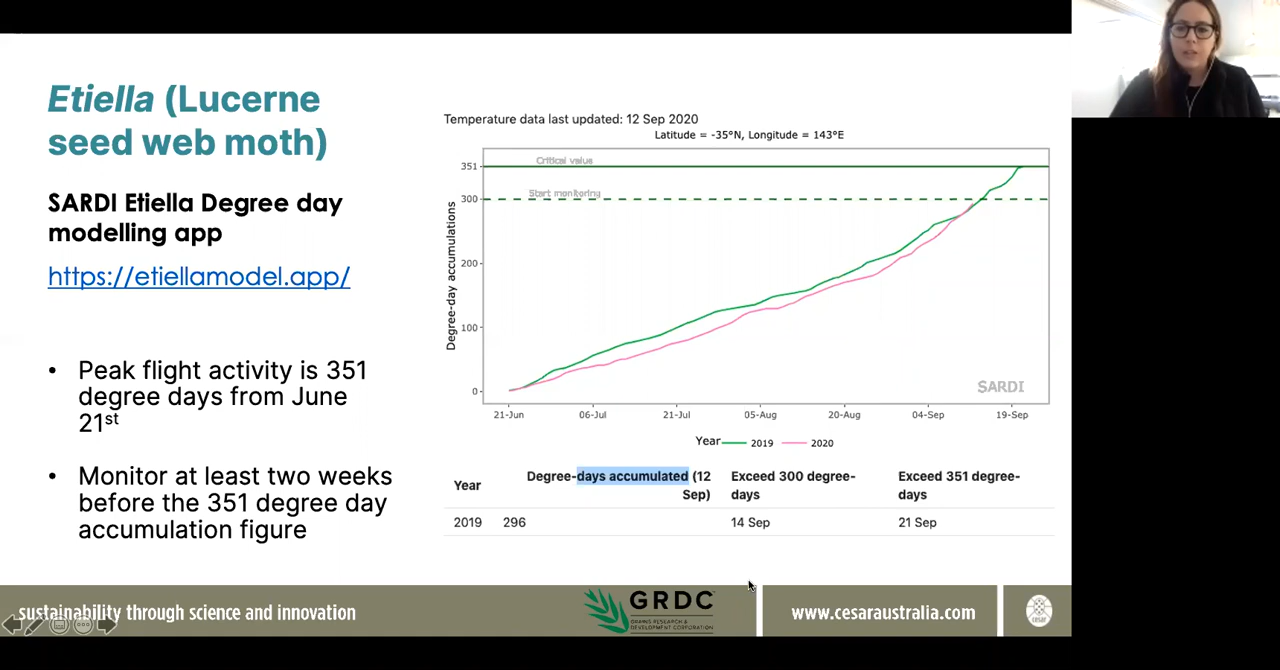 Etiella (Lucerne
seed web moth)
SARDI Etiella Degree day
modelling app
https://etiellamodel.app/
• Peak flight activity is 351
degree days from June
21st
• Monitor at least two weeks
before the 351 degree day
accumulation figure
Temperature data last updated: 12 Sep 2020
Latitude = -35°N, Longitude = 143°E
Critical value
Start monitoring
Degree-day accumulations
351
300
200
100
0
SARDI
21-Jun 06-Jul 21-Jul 05-Aug 20-Aug 04-Sep 19-Sep
Year 2019 2020
Year Degree-days accumulated (12 Sep) Exceed 300 degree-days Exceed 351 degree-days
2019 296 14 Sep 21 Sep
sustainability through science and innovation
GRDC
GRAINS RESEARCH &
DEVELOPMENT CORPORATION
www.cesaraustralia.com
cesar